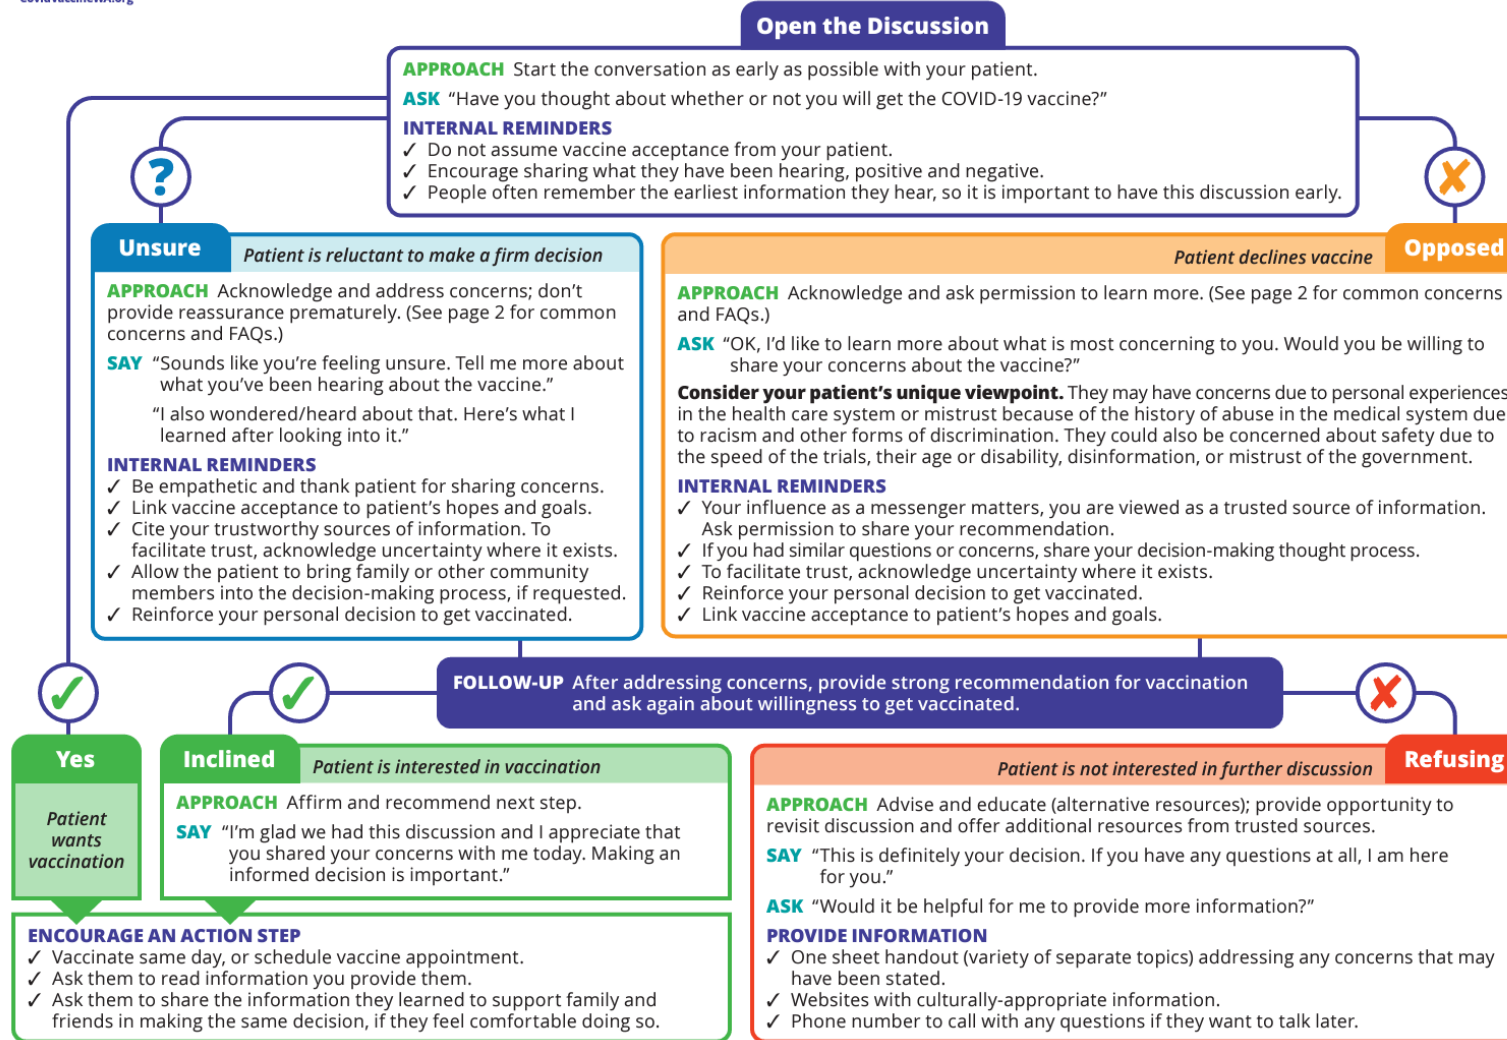 CovidVaccineWA.org
Open the Discussion
APPROACH Start the conversation as early as possible with your patient.
ASK “Have you thought about whether or not you will get the COVID-19 vaccine?”
INTERNAL REMINDERS
✓ Do not assume vaccine acceptance from your patient.
✓ Encourage sharing what they have been hearing, positive and negative.
✓ People often remember the earliest information they hear, so it is important to have this discussion early.
?
✘
Unsure
Patient is reluctant to make a firm decision
APPROACH Acknowledge and address concerns; don’t
provide reassurance prematurely. (See page 2 for common
concerns and FAQs.)
SAY “Sounds like you’re feeling unsure. Tell me more about
what you’ve been hearing about the vaccine.”
“I also wondered/heard about that. Here’s what I
learned after looking into it.”
INTERNAL REMINDERS
✓ Be empathetic and thank patient for sharing concerns.
✓ Link vaccine acceptance to patient’s hopes and goals.
✓ Cite your trustworthy sources of information. To
facilitate trust, acknowledge uncertainty where it exists.
✓ Allow the patient to bring family or other community
members into the decision-making process, if requested.
✓ Reinforce your personal decision to get vaccinated.
Patient declines vaccine
Opposed
APPROACH Acknowledge and ask permission to learn more. (See page 2 for common concerns
and FAQs.)
ASK “OK, I’d like to learn more about what is most concerning to you. Would you be willing to
share your concerns about the vaccine?”
Consider your patient’s unique viewpoint. They may have concerns due to personal experiences
in the health care system or mistrust because of the history of abuse in the medical system due
to racism and other forms of discrimination. They could also be concerned about safety due to
the speed of the trials, their age or disability, disinformation, or mistrust of the government.
INTERNAL REMINDERS
✓ Your influence as a messenger matters, you are viewed as a trusted source of information.
Ask permission to share your recommendation.
✓ If you had similar questions or concerns, share your decision-making thought process.
✓ To facilitate trust, acknowledge uncertainty where it exists.
✓ Reinforce your personal decision to get vaccinated.
✓ Link vaccine acceptance to patient’s hopes and goals.
FOLLOW-UP After addressing concerns, provide strong recommendation for vaccination
and ask again about willingness to get vaccinated.
✓
✓
✘
Yes
Patient
wants
vaccination
Inclined
Patient is interested in vaccination
APPROACH Affirm and recommend next step.
SAY “I’m glad we had this discussion and I appreciate that
you shared your concerns with me today. Making an
informed decision is important.”
ENCOURAGE AN ACTION STEP
✓ Vaccinate same day, or schedule vaccine appointment.
✓ Ask them to read information you provide them.
✓ Ask them to share the information they learned to support family and
friends in making the same decision, if they feel comfortable doing so.
Patient is not interested in further discussion
Refusing
APPROACH Advise and educate (alternative resources); provide opportunity to
revisit discussion and offer additional resources from trusted sources.
SAY “This is definitely your decision. If you have any questions at all, I am here
for you.”
ASK “Would it be helpful for me to provide more information?”
PROVIDE INFORMATION
✓ One sheet handout (variety of separate topics) addressing any concerns that may
have been stated.
✓ Websites with culturally-appropriate information.
✓ Phone number to call with any questions if they want to talk later.